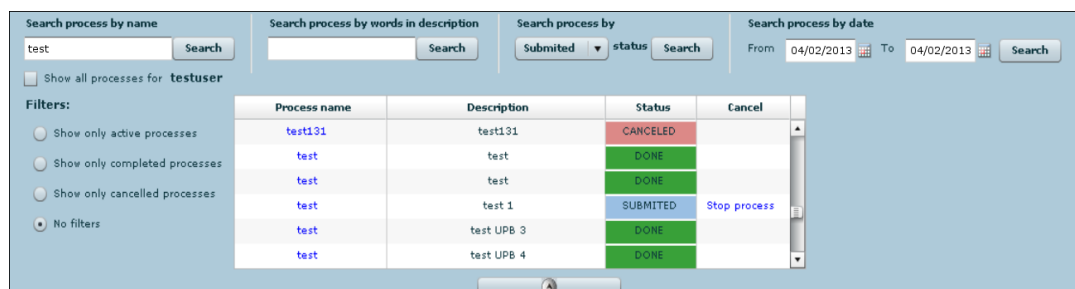 Search process by name
Search process by words in description
Search process by
Search process by date
test Search
Search
Submited status Search
From 04/02/2013 To 04/02/2013 Search
Show all processes for testuser
Filters:
Show only active processes
Show only completed processes
Show only cancelled processes
No filters
Process name Description Status Cancel
test131 test131 CANCELED
test test DONE
test test DONE
test test 1 SUBMITED Stop process
test test UPB 3 DONE
test test UPB 4 DONE